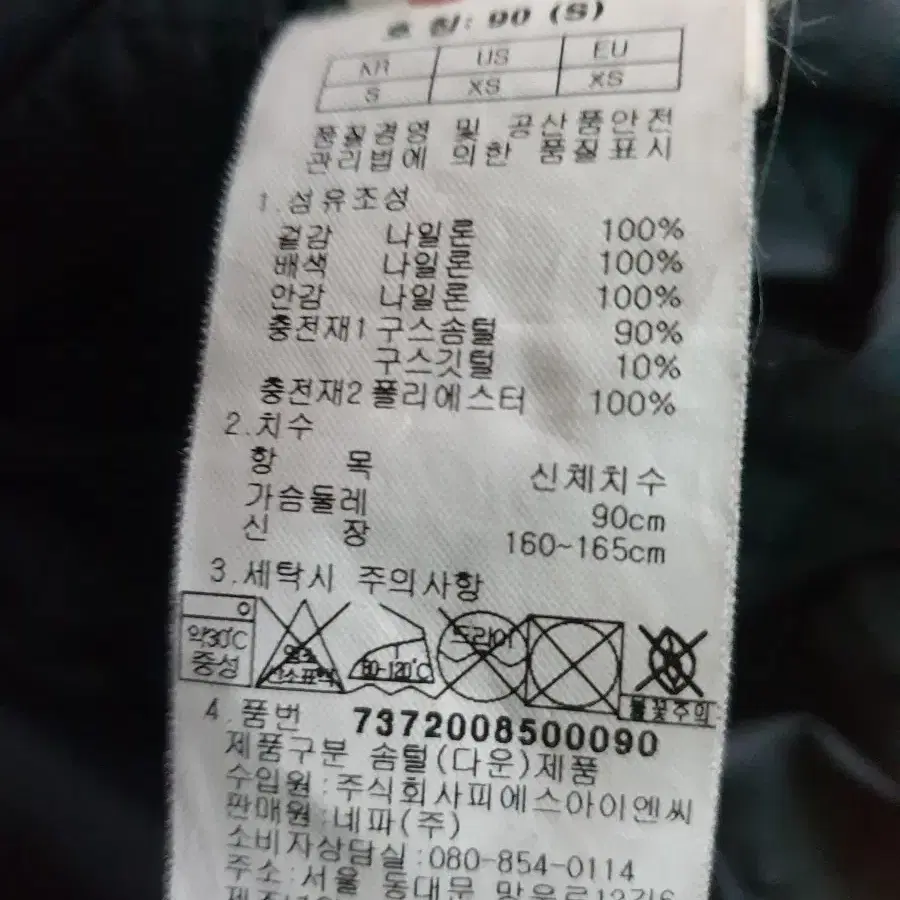 호 칭: 90 (S)
KR US EU
S XS XS
품질경영 및 공산품안전
관리법에 의한 품질표시
1.섬유조성
겉감 나일론 100%
배색 나일론 100%
안감 나일론 100%
충전재1 구스솜털 90%
구스깃털 10%
충전재2 폴리에스터 100%
2.치수
항 목 신체치수
가슴둘레 90cm
신 장 160~165cm
3.세탁시 주의사항
약30℃
중성
염소
산소표백
80-120℃
드라이
불꽃주의
4.품번 7372008500090
제품구분 솜털(다운)제품
수입원:주식회사피에스아이엔씨
판매원:네파(주)
소비자상담실:080-854-0114
주소:서울 동대문